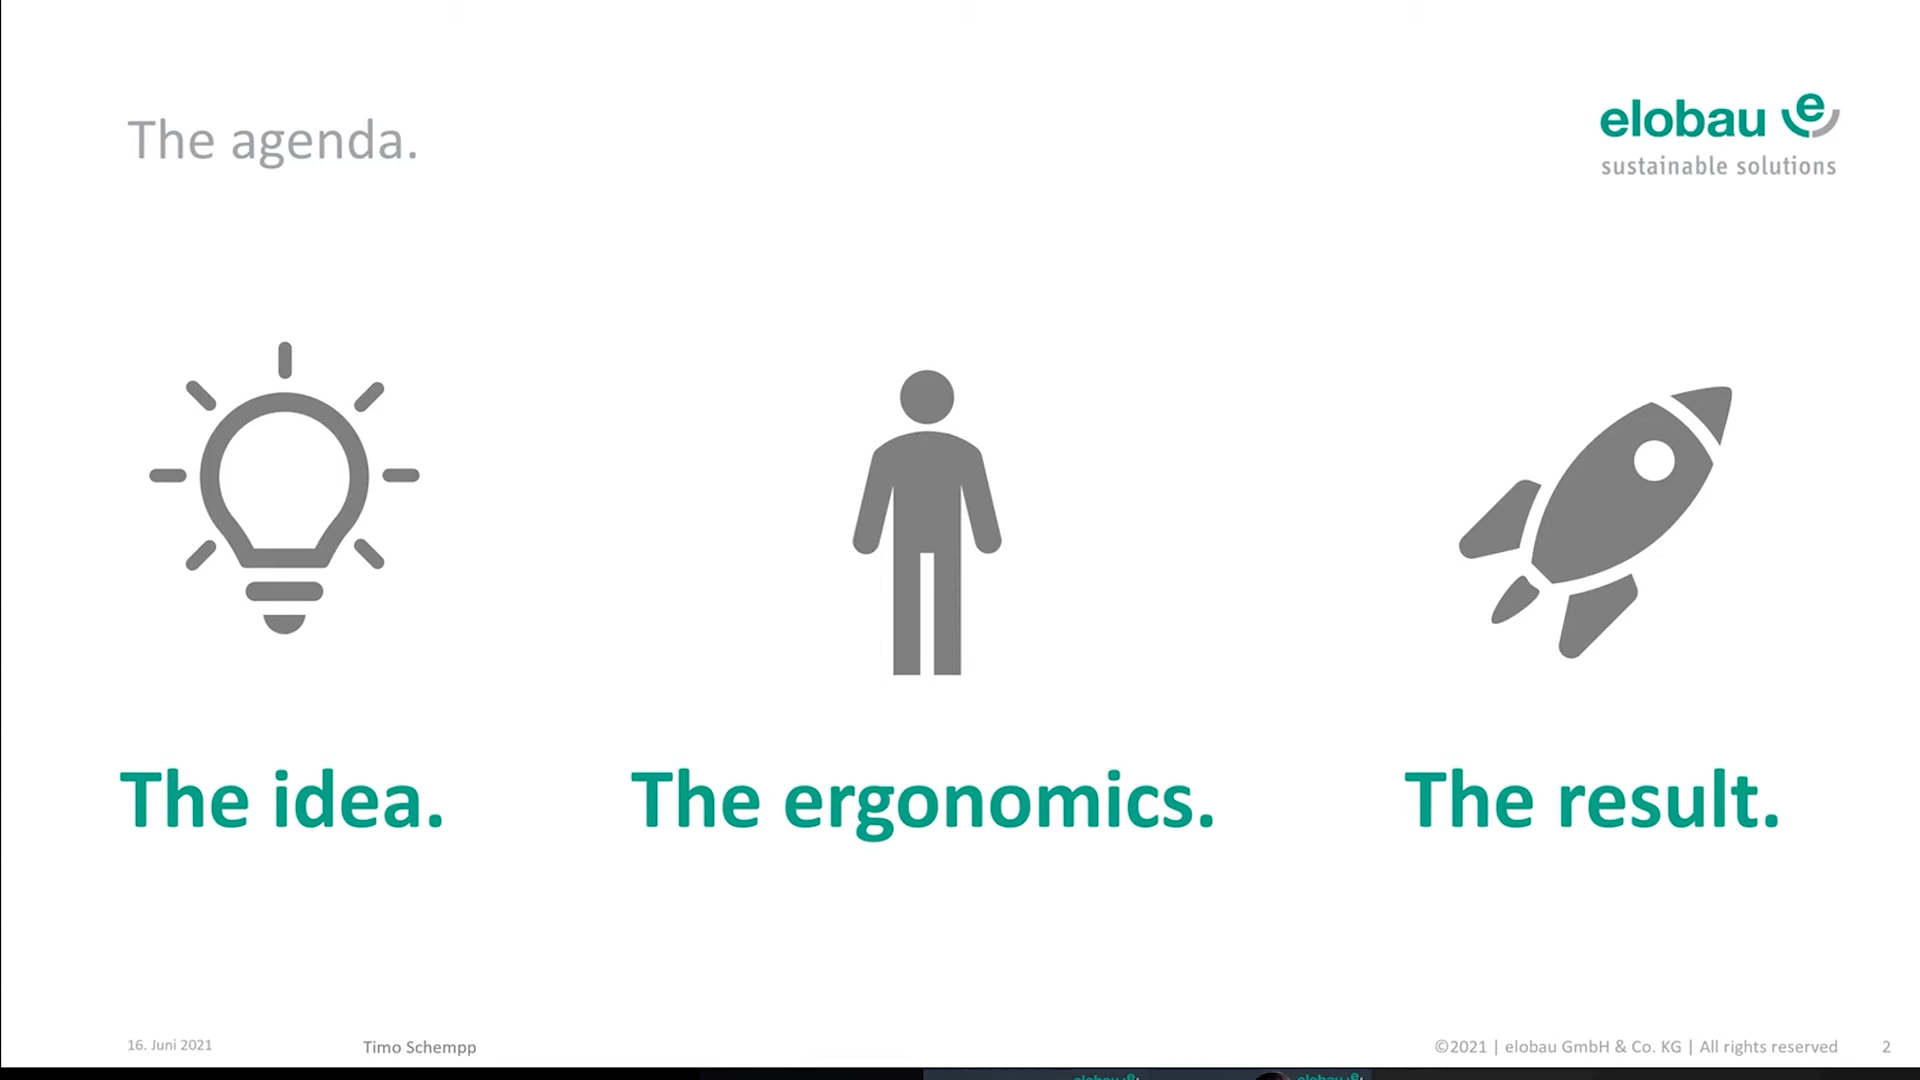 The agenda.
elobau e
sustainable solutions
The idea.
The ergonomics.
The result.
16. Juni 2021
Timo Schempp
©2021 | elobau GmbH & Co. KG | All rights reserved
2